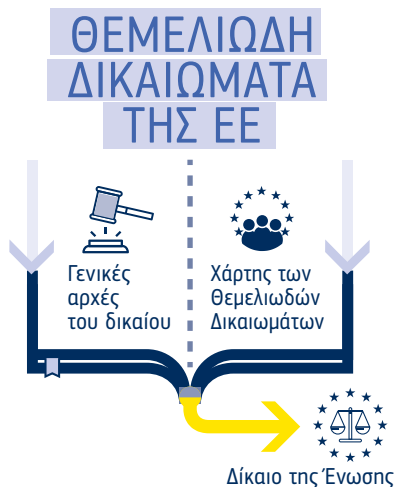 ΘΕΜΕΛΙΩΔΗ
ΔΙΚΑΙΩΜΑΤΑ
ΤΗΣ ΕΕ
Γενικές
αρχές
του δικαίου
Χάρτης των
Θεμελιωδών
Δικαιωμάτων
Δίκαιο της Ένωσης